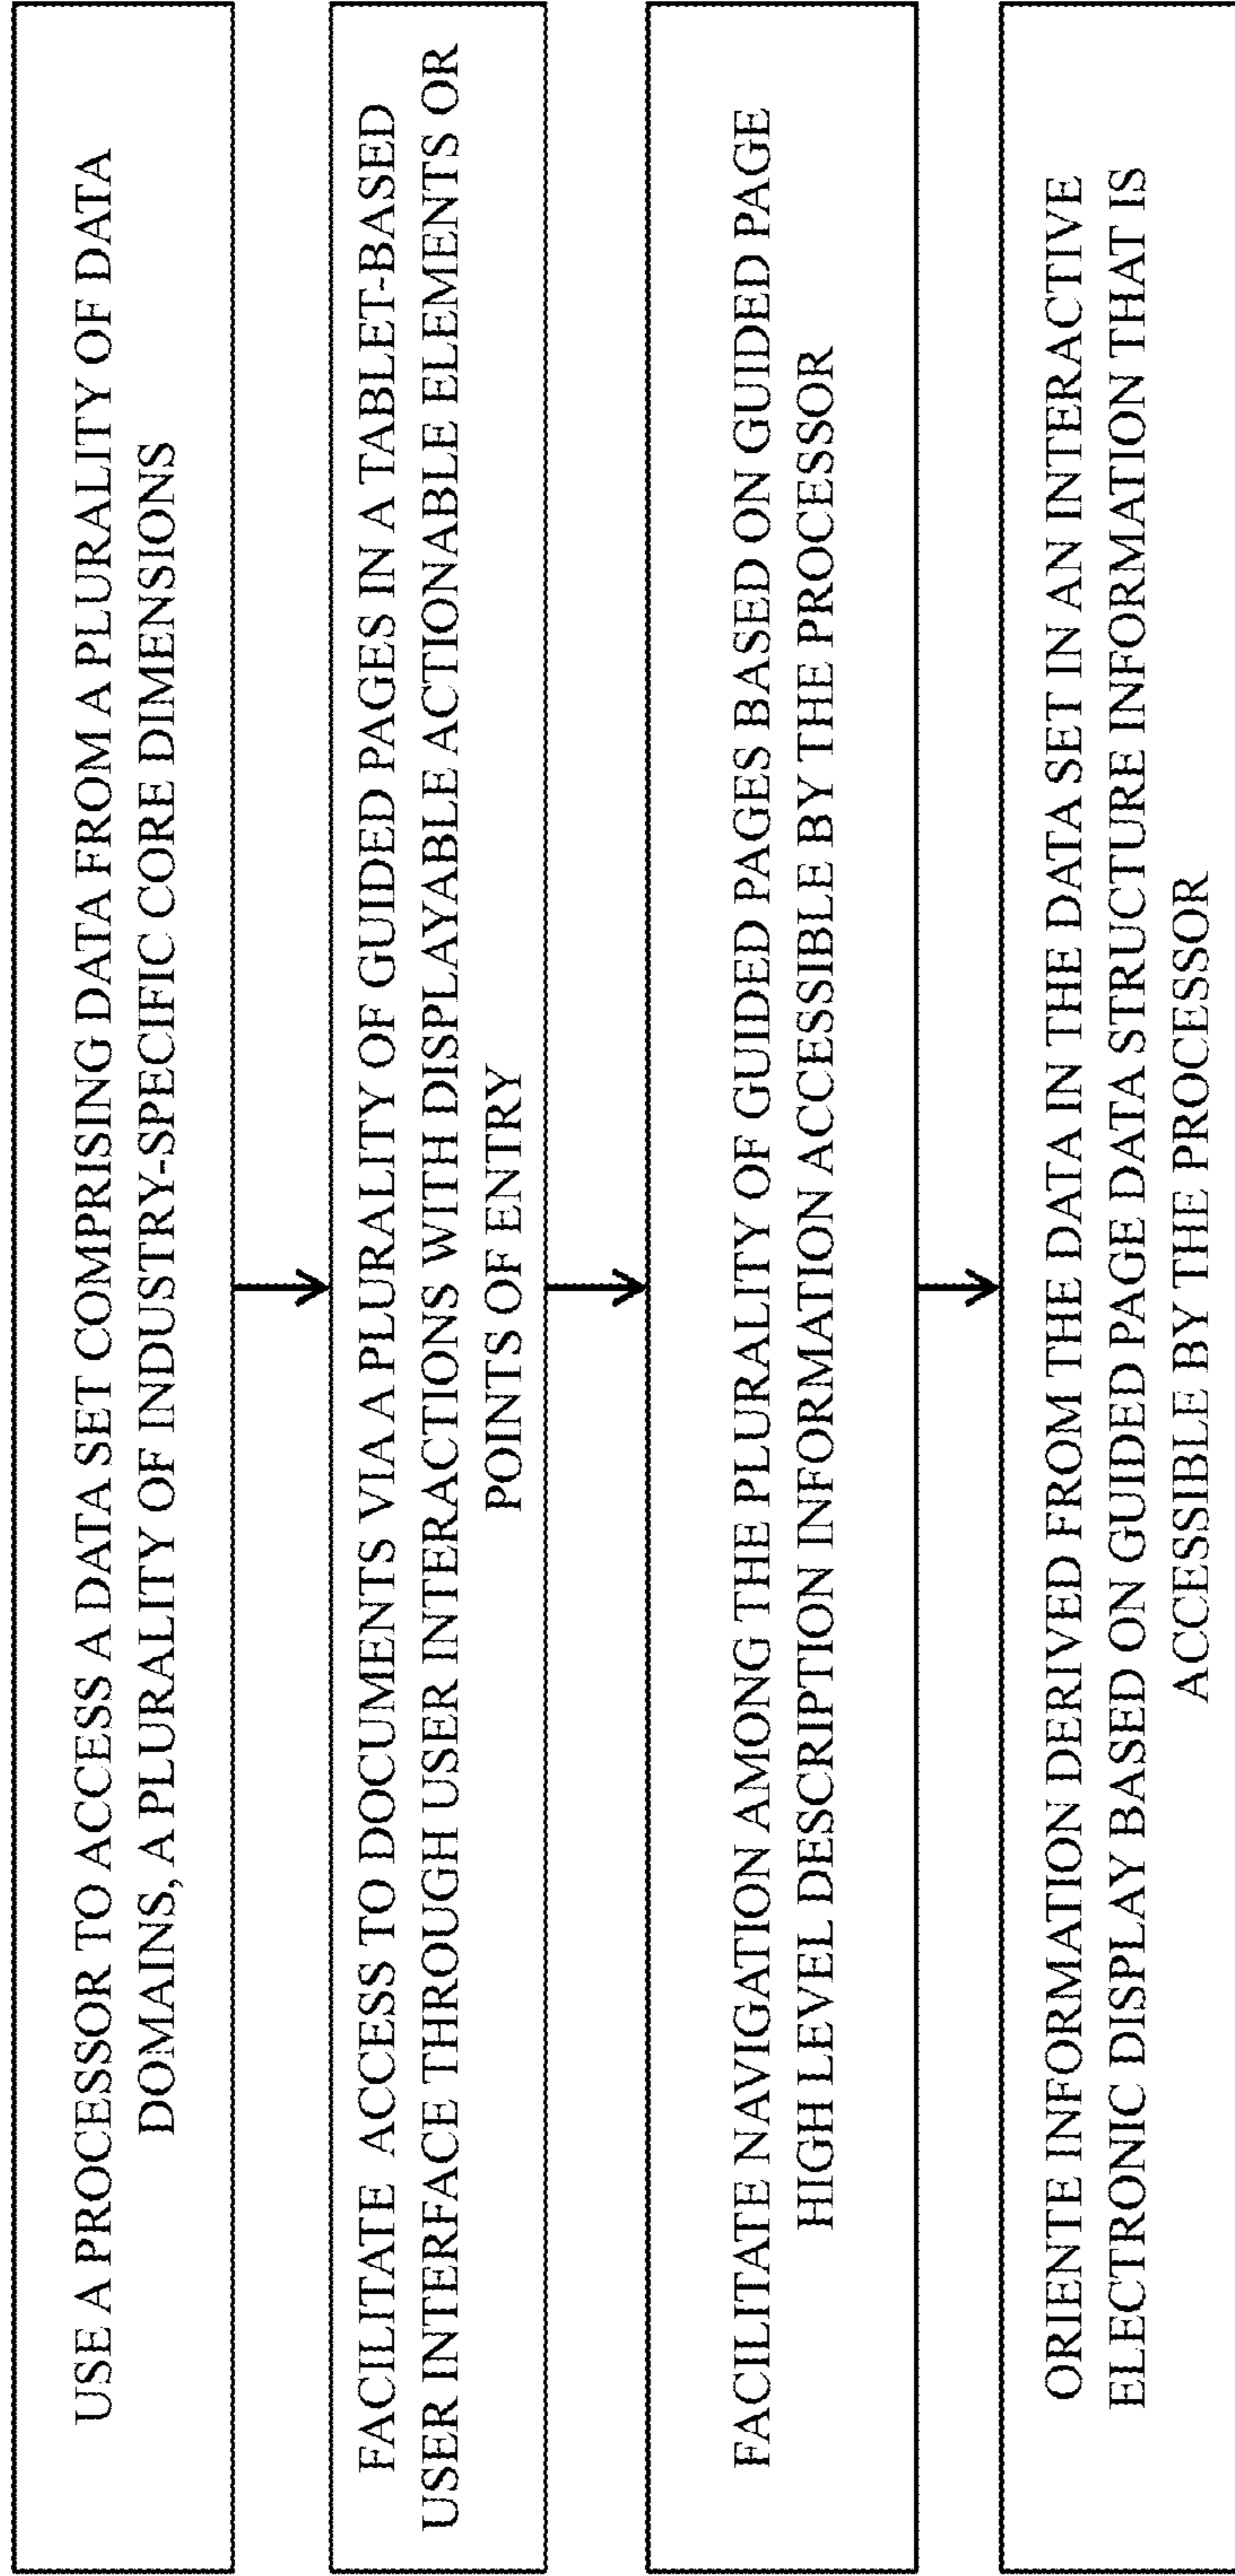 USE A PROCESSOR TO ACCESS A DATA SET COMPRISING DATA FROM A PLURALITY OF DATA
DOMAINS, A PLURALITY OF INDUSTRY-SPECIFIC CORE DIMENSIONS
FACILITATE ACCESS TO DOCUMENTS VIA A PLURALITY OF GUIDED PAGES IN A TABLET-BASED
USER INTERFACE THROUGH USER INTERACTIONS WITH DISPLAYABLE ACTIONABLE ELEMENTS OR
POINTS OF ENTRY
FACILITATE NAVIGATION AMONG THE PLURALITY OF GUIDED PAGES BASED ON GUIDED PAGE
HIGH LEVEL DESCRIPTION INFORMATION ACCESSIBLE BY THE PROCESSOR
ORIENTE INFORMATION DERIVED FROM THE DATA IN THE DATA SET IN AN INTERACTIVE
ELECTRONIC DISPLAY BASED ON GUIDED PAGE DATA STRUCTURE INFORMATION THAT IS
ACCESSIBLE BY THE PROCESSOR